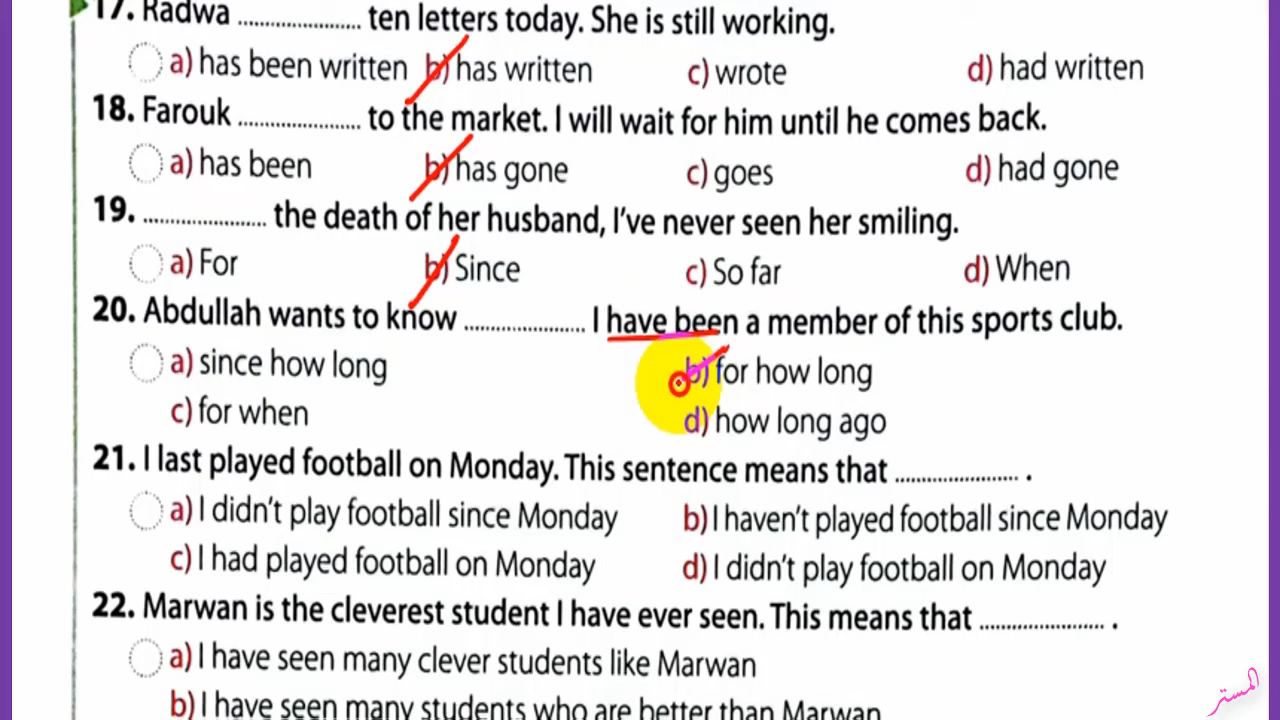 17. Radwa ...................... ten letters today. She is still working.
a) has been written b) has written c) wrote d) had written
18. Farouk ...................... to the market. I will wait for him until he comes back.
a) has been b) has gone c) goes d) had gone
19. ...................... the death of her husband, I've never seen her smiling.
a) For b) Since c) So far d) When
20. Abdullah wants to know ...................... I have been a member of this sports club.
a) since how long b) for how long
c) for when d) how long ago
21. I last played football on Monday. This sentence means that ...................... .
a) I didn't play football since Monday b) I haven't played football since Monday
c) I had played football on Monday d) I didn't play football on Monday
22. Marwan is the cleverest student I have ever seen. This means that ...................... .
a) I have seen many clever students like Marwan
b) I have seen many students who are better than Marwan
المستر